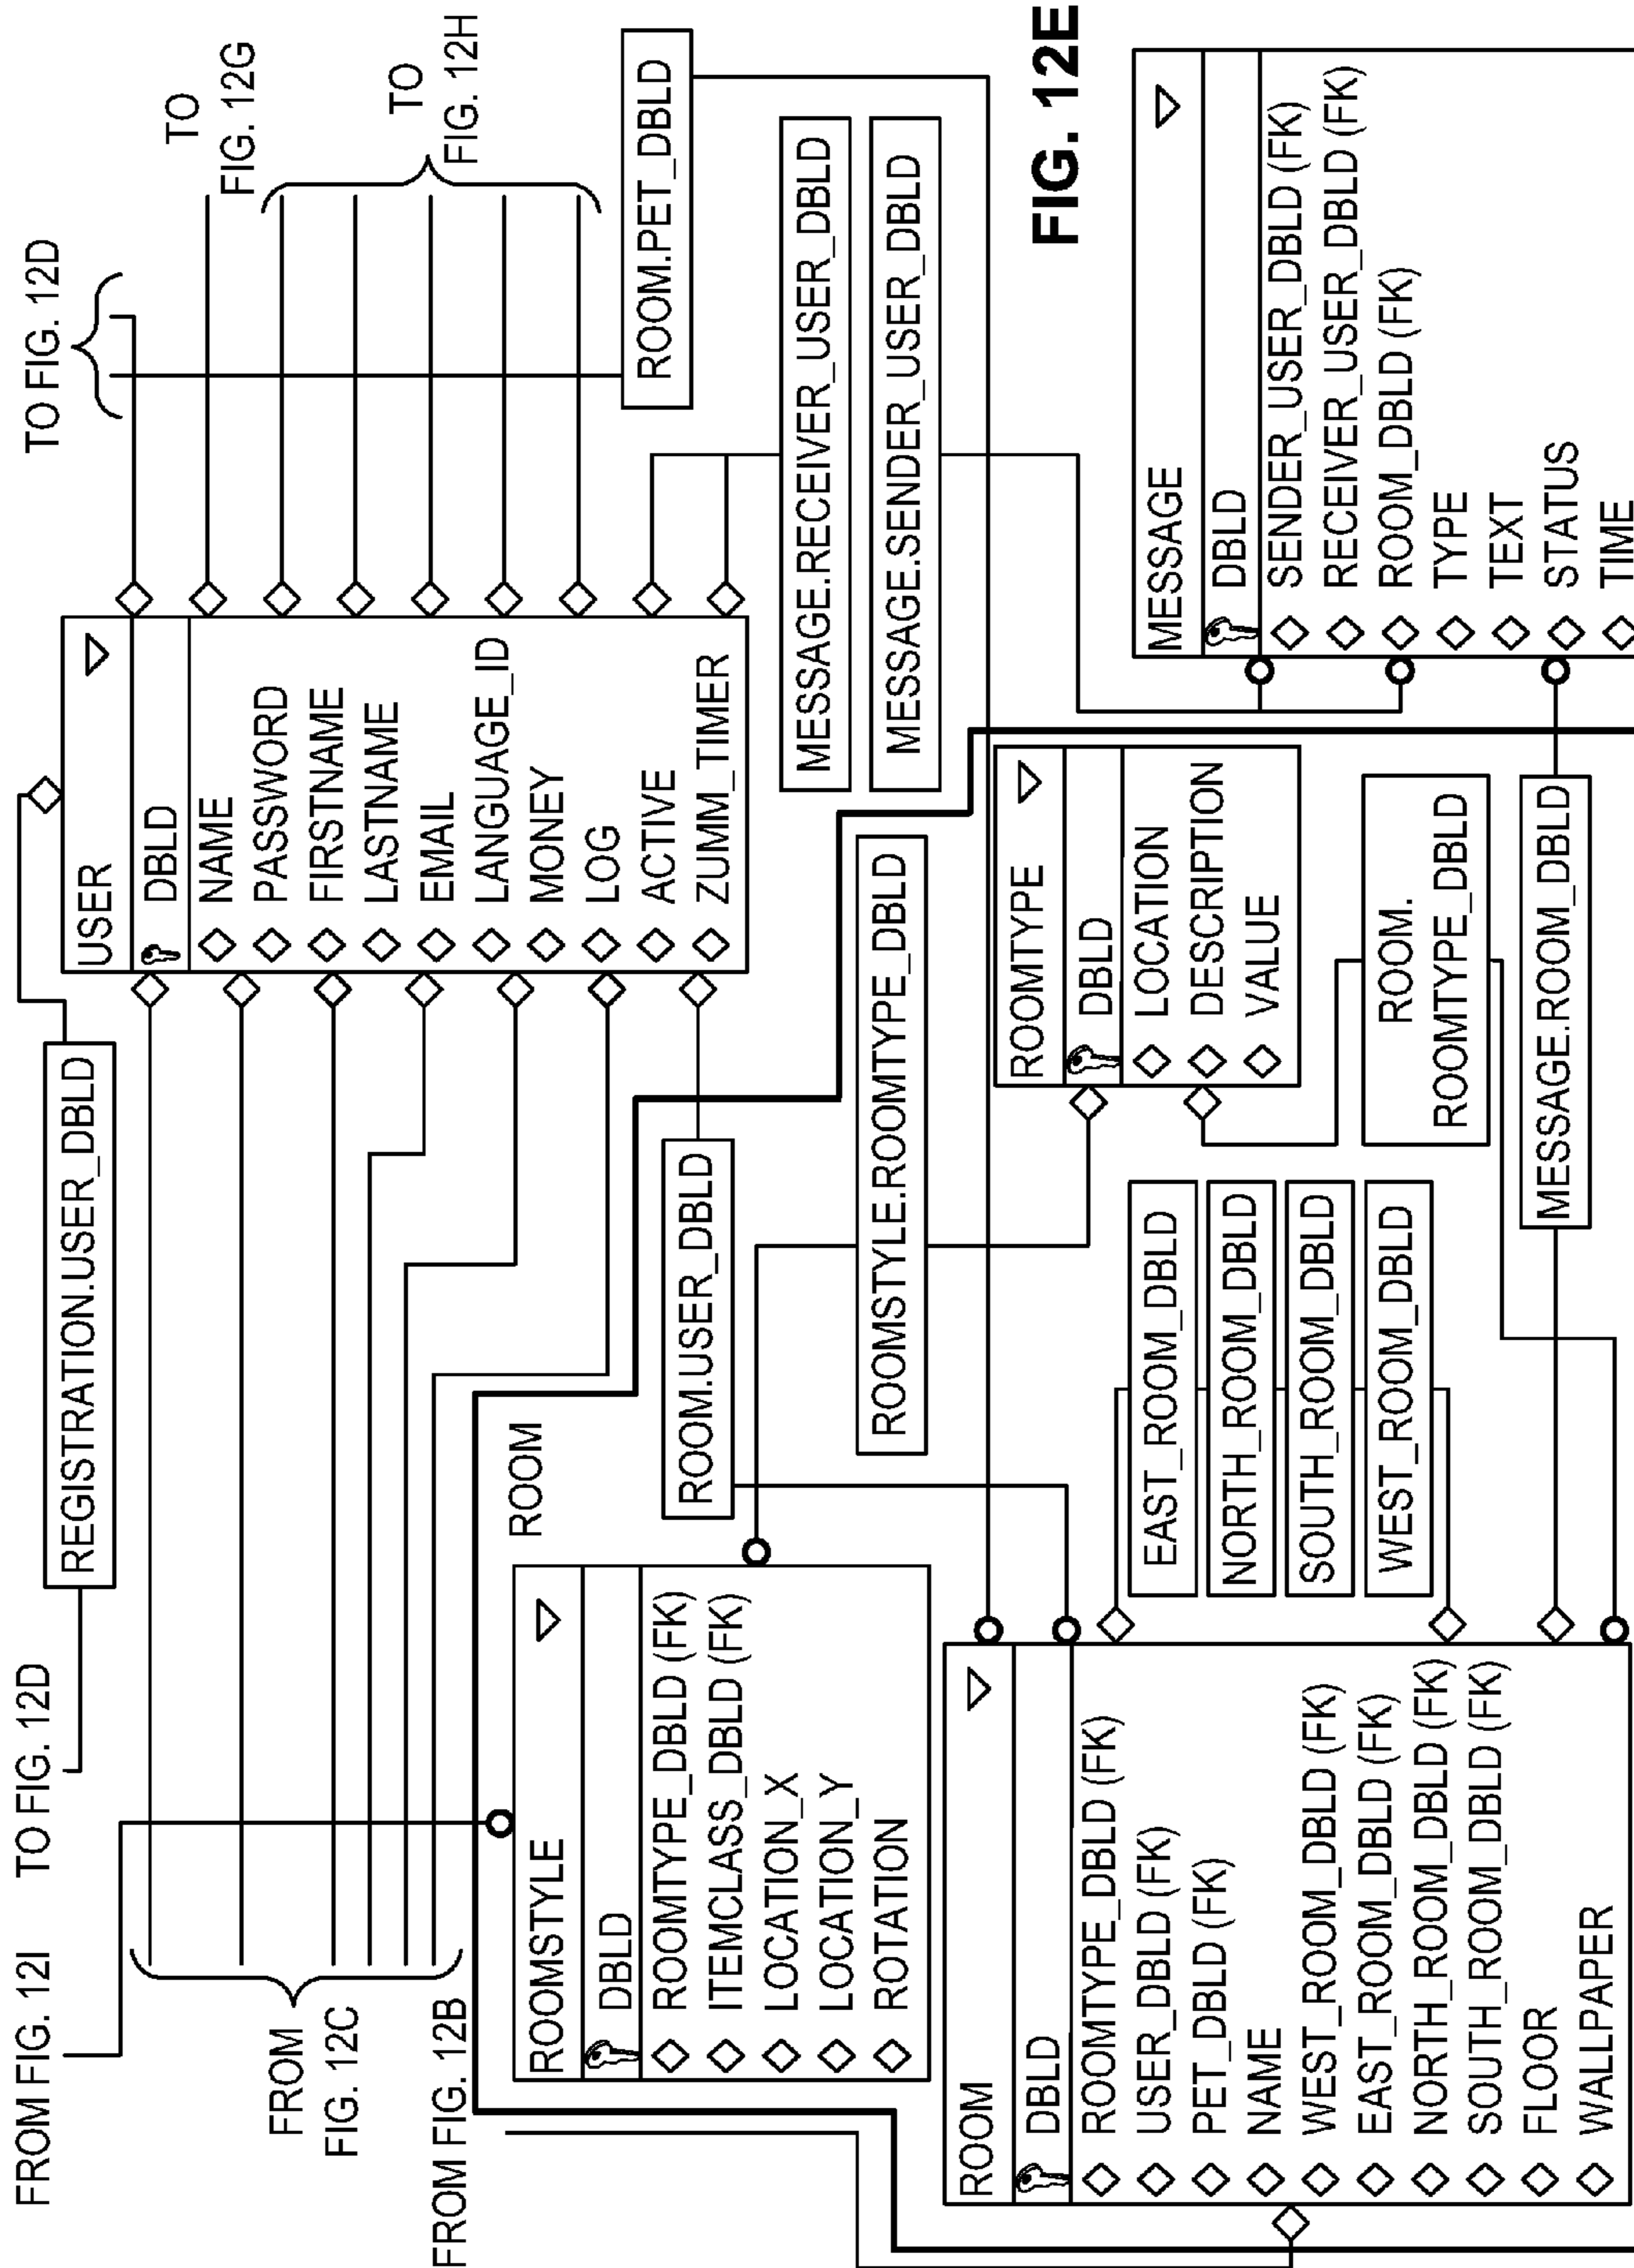 FROM FIG. 12I
TO FIG. 12D
TO FIG. 12D
REGISTRATION.USER_DBLD
FROM
FIG. 12C
FROM FIG. 12B
USER
DBLD
NAME
PASSWORD
FIRSTNAME
LASTNAME
EMAIL
LANGUAGE_ID
MONEY
LOG
ACTIVE
ZUMM_TIMER
TO
FIG. 12G
TO
FIG. 12H
ROOM.PET_DBLD
ROOM
ROOMSTYLE
DBLD
ROOMTYPE_DBLD (FK)
ITEMCLASS_DBLD (FK)
LOCATION_X
LOCATION_Y
ROTATION
ROOM.USER_DBLD
MESSAGE.RECEIVER_USER_DBLD
MESSAGE.SENDER_USER_DBLD
ROOMSTYLE.ROOMTYPE_DBLD
FIG. 12E
ROOM
DBLD
ROOMTYPE_DBLD (FK)
USER_DBLD (FK)
PET_DBLD (FK)
NAME
WEST_ROOM_DBLD (FK)
EAST_ROOM_DBLD (FK)
NORTH_ROOM_DBLD (FK)
SOUTH_ROOM_DBLD (FK)
FLOOR
WALLPAPER
EAST_ROOM_DBLD
NORTH_ROOM_DBLD
SOUTH_ROOM_DBLD
WEST_ROOM_DBLD
ROOMTYPE
DBLD
LOCATION
DESCRIPTION
VALUE
ROOM.
ROOMTYPE_DBLD
MESSAGE.ROOM_DBLD
MESSAGE
DBLD
SENDER_USER_DBLD (FK)
RECEIVER_USER_DBLD (FK)
ROOM_DBLD (FK)
TYPE
TEXT
STATUS
TIME